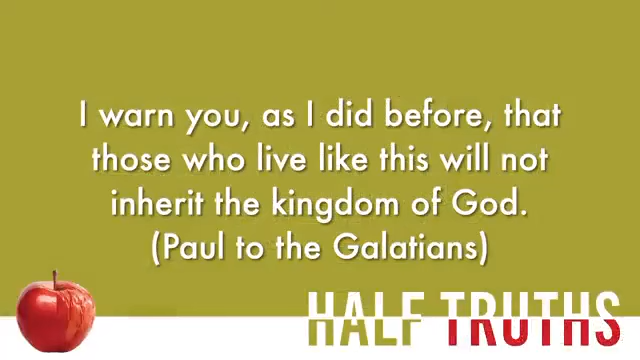 I warn you, as I did before, that
those who live like this will not
inherit the kingdom of God.
(Paul to the Galatians)
HALF TRUTHS